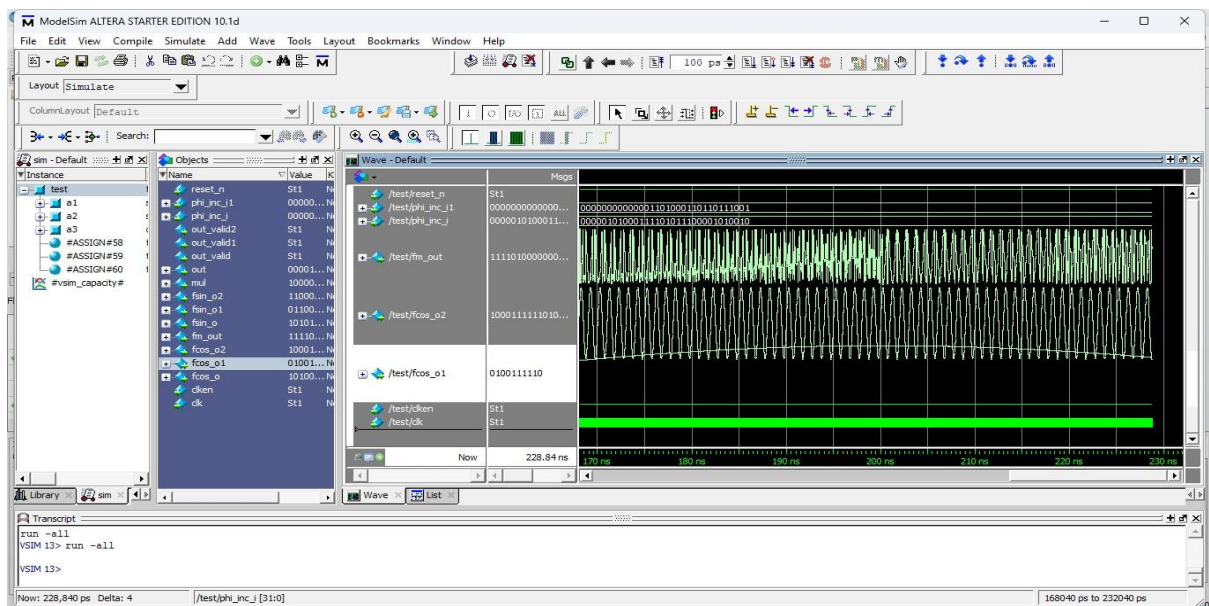 ModelSim ALTERA STARTER EDITION 10.1d
File Edit View Compile Simulate Add Wave Tools Layout Bookmarks Window Help
100 ps
Layout Simulate
ColumnLayout Default
ALL
Search:
sim - Default
Instance
test
a1
a2
a3
#ASSIGN#58
#ASSIGN#59
#ASSIGN#60
#vsim_capacity#
Library sim
Objects
Name Value
reset_n St1
phi_inc_i1 00000...
phi_inc_i 00000...
out_valid2 St1
out_valid1 St1
out_valid St1
out 00001...
mul 10000...
fsin_o2 11000...
fsin_o1 01100...
fsin_o 10101...
fm_out 11110...
fcos_o2 10001...
fcos_o1 01001...
fcos_o 10100...
clken St1
clk St1
Wave - Default
Msgs
/test/reset_n St1
/test/phi_inc_i1 0000000000000...
/test/phi_inc_i 0000010100011...
/test/fm_out 1111010000000...
/test/fcos_o2 1000111111010...
/test/fcos_o1 0100111110
/test/clken St1
/test/clk St1
Now 228.84 ns
170 ns 180 ns 190 ns 200 ns 210 ns 220 ns 230 ns
Wave List
Transcript
run -all
VSIM 13> run -all
VSIM 13>
Now: 228,840 ps Delta: 4 /test/phi_inc_i [31:0] 168040 ps to 232040 ps